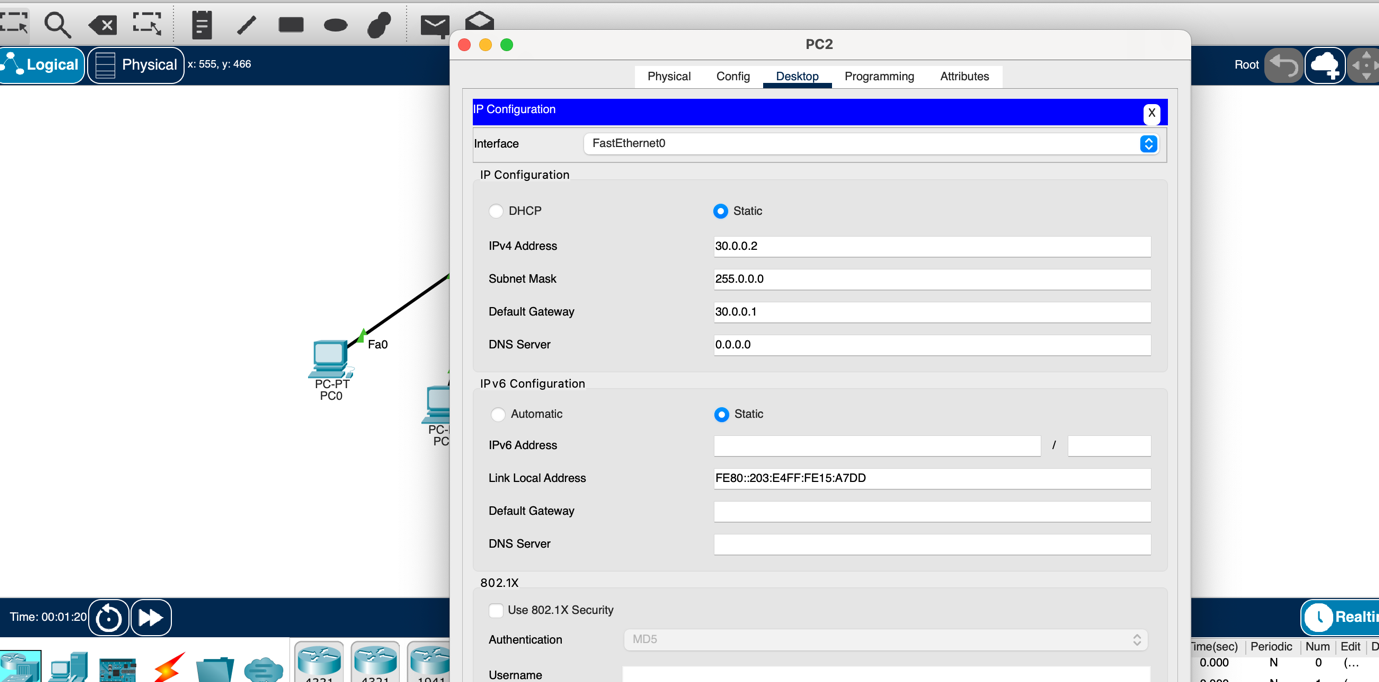 PC2
Logical
Physical
x: 555, y: 466
Root
Physical
Config
Desktop
Programming
Attributes
IP Configuration
X
Interface
FastEthernet0
IP Configuration
DHCP
Static
IPv4 Address
30.0.0.2
Subnet Mask
255.0.0.0
Default Gateway
30.0.0.1
DNS Server
0.0.0.0
Fa0
PC-PT
PC0
PC-
PC
IPv6 Configuration
Automatic
Static
IPv6 Address
/
Link Local Address
FE80::203:E4FF:FE15:A7DD
Default Gateway
DNS Server
802.1X
Use 802.1X Security
Authentication
MD5
Username
Time: 00:01:20
Realtim
Time(sec)
Periodic
Num
Edit
D
0.000
N
0
(...
4321
1941